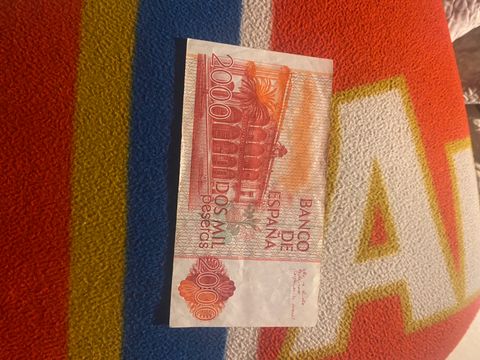 2000
BANCO
DE
ESPAÑA
DOS MIL
pesetas
2000
A